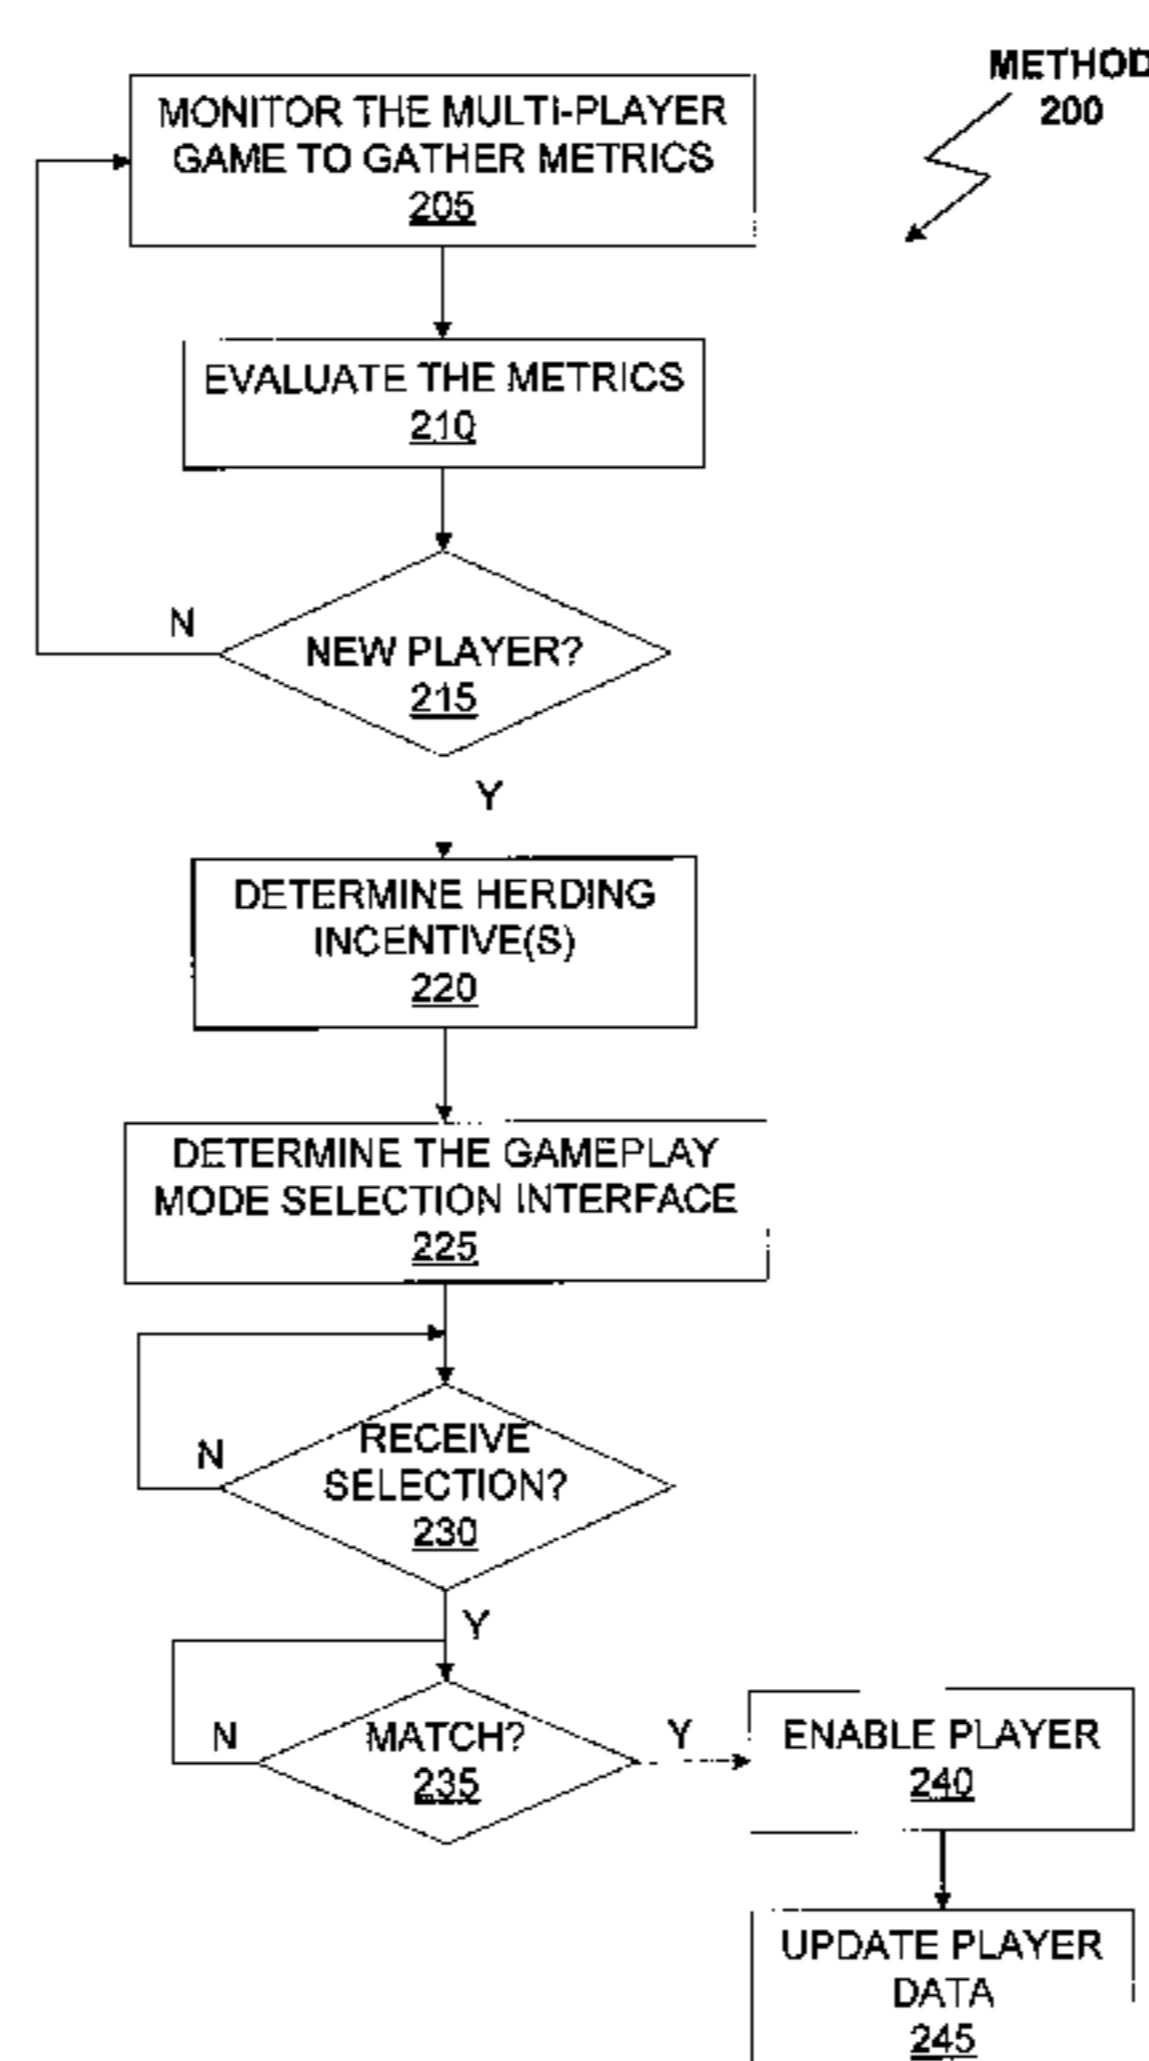 METHOD
200
MONITOR THE MULTI-PLAYER
GAME TO GATHER METRICS
205
EVALUATE THE METRICS
210
N
NEW PLAYER?
215
Y
DETERMINE HERDING
INCENTIVE(S)
220
DETERMINE THE GAMEPLAY
MODE SELECTION INTERFACE
225
N
RECEIVE
SELECTION?
230
Y
N
MATCH?
235
Y
ENABLE PLAYER
240
UPDATE PLAYER
DATA
245